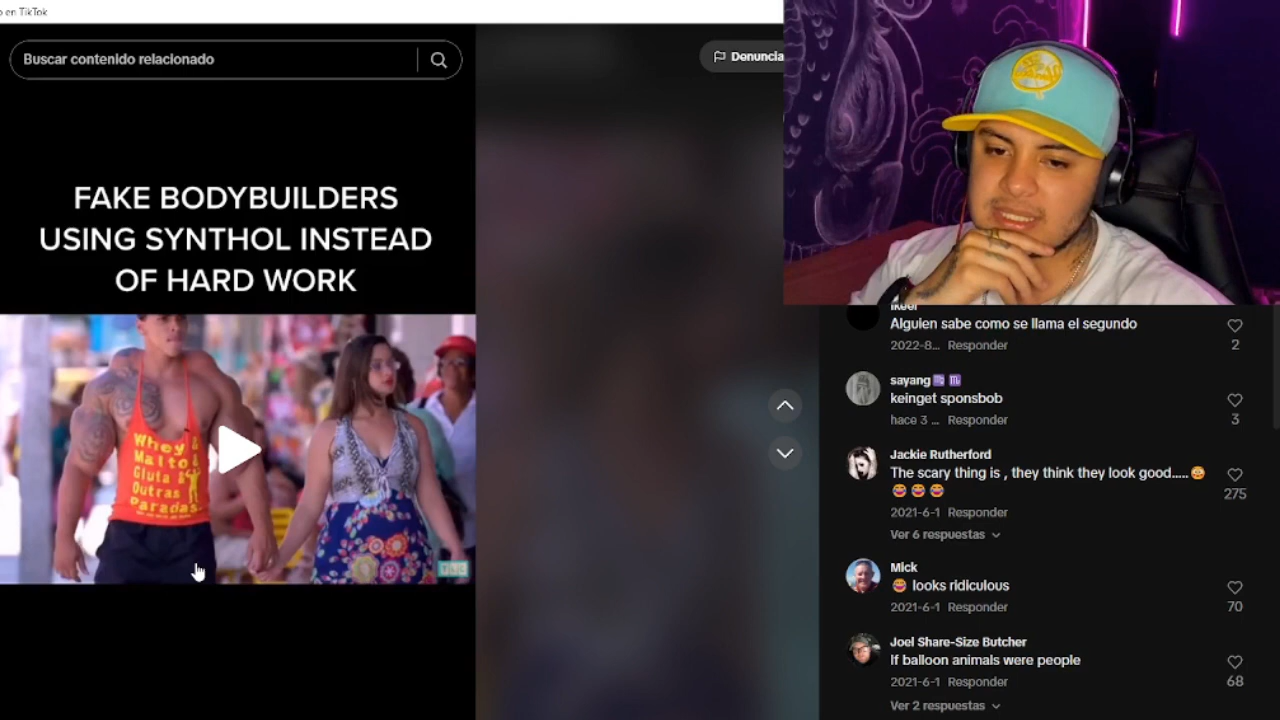 o en TikTok
Buscar contenido relacionado
Denuncia
FAKE BODYBUILDERS
USING SYNTHOL INSTEAD
OF HARD WORK
Whey &
Malto
Gluta &
Outras
Paradas
TLC
ikeer
Alguien sabe como se llama el segundo
2022-8... Responder
2
sayang
keinget sponsbob
hace 3 ... Responder
3
Jackie Rutherford
The scary thing is , they think they look good.....😳
😂😂😂
275
2021-6-1 Responder
Ver 6 respuestas
Mick
😂 looks ridiculous
2021-6-1 Responder
70
Joel Share-Size Butcher
If balloon animals were people
2021-6-1 Responder
68
Ver 2 respuestas